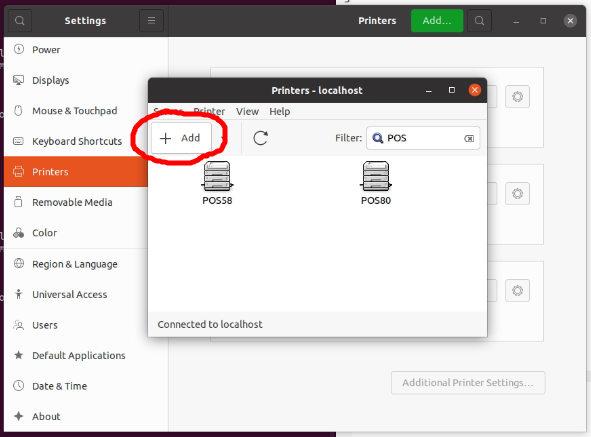 Settings
Printers
Add...
Power
Displays
Mouse & Touchpad
Keyboard Shortcuts
Printers
Removable Media
Color
Region & Language
Universal Access
Users
Default Applications
Date & Time
About
Printers - localhost
Printer View Help
Add
Filter: POS
POS58
POS80
Connected to localhost
Additional Printer Settings...